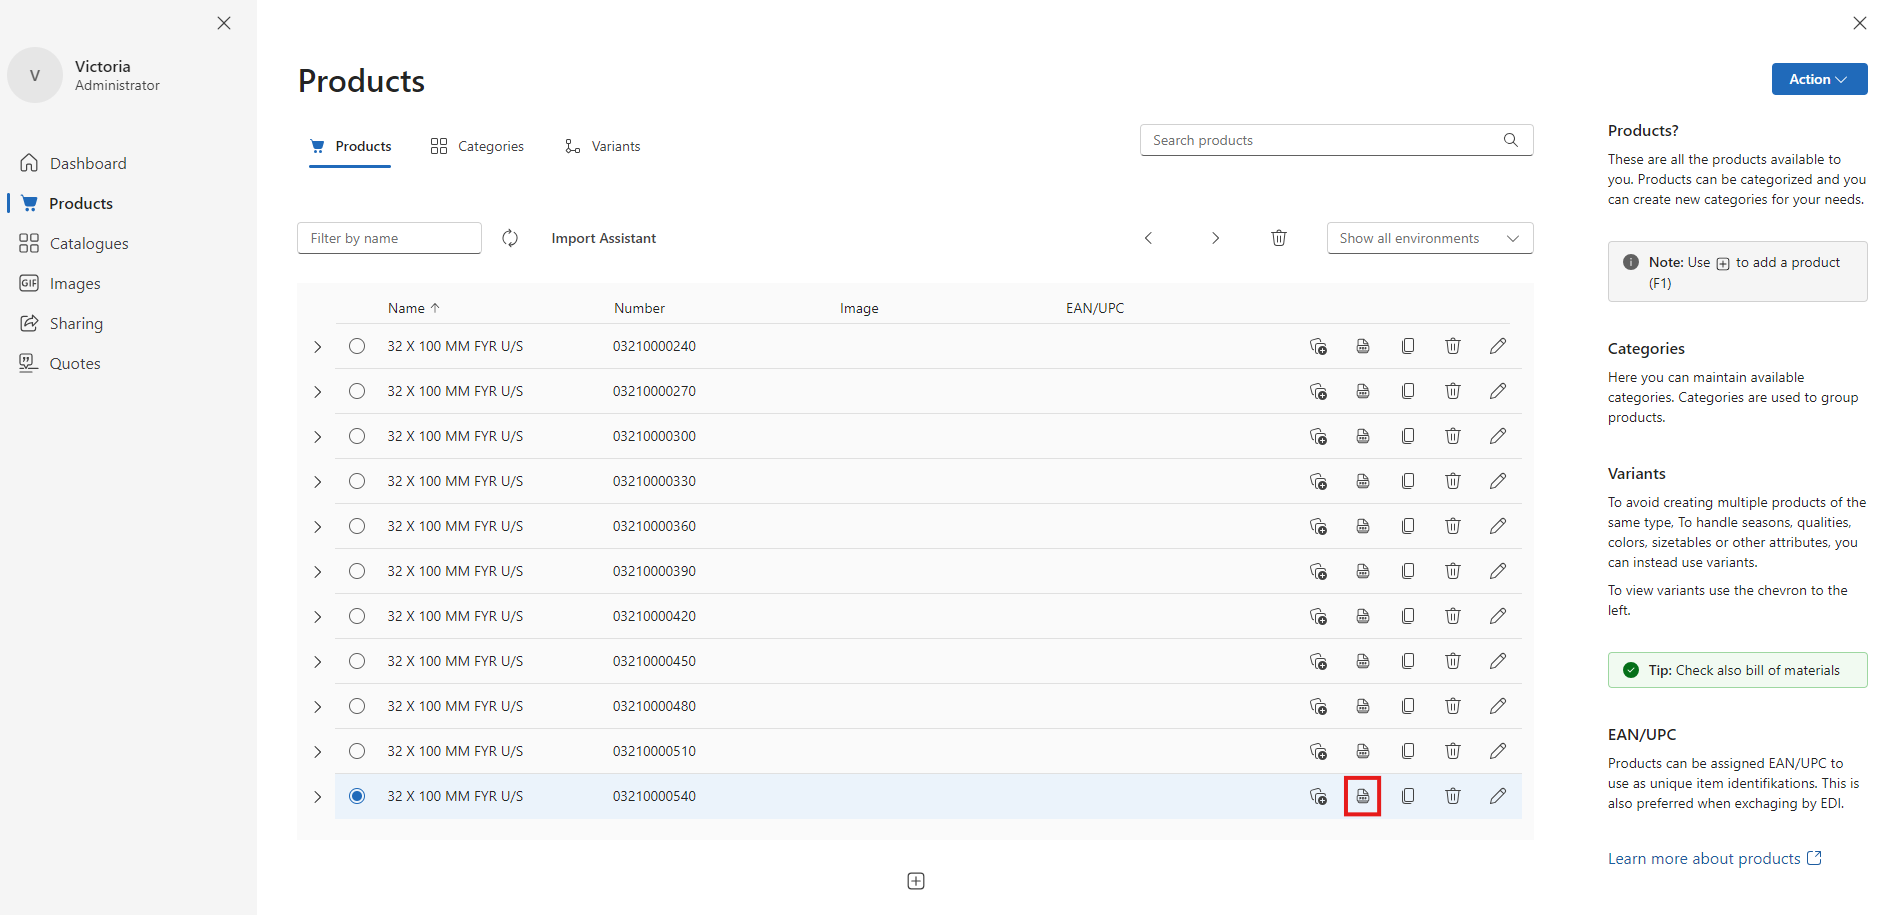 V
Victoria
Administrator
Dashboard
Products
Catalogues
GIF Images
Sharing
Quotes
Products
Action
Products
Categories
Variants
Search products
Filter by name
Import Assistant
Show all environments
Name Number Image EAN/UPC
32 X 100 MM FYR U/S 03210000240
32 X 100 MM FYR U/S 03210000270
32 X 100 MM FYR U/S 03210000300
32 X 100 MM FYR U/S 03210000330
32 X 100 MM FYR U/S 03210000360
32 X 100 MM FYR U/S 03210000390
32 X 100 MM FYR U/S 03210000420
32 X 100 MM FYR U/S 03210000450
32 X 100 MM FYR U/S 03210000480
32 X 100 MM FYR U/S 03210000510
32 X 100 MM FYR U/S 03210000540
Products?
These are all the products available to
you. Products can be categorized and you
can create new categories for your needs.
Note: Use to add a product
(F1)
Categories
Here you can maintain available
categories. Categories are used to group
products.
Variants
To avoid creating multiple products of the
same type, To handle seasons, qualities,
colors, sizetables or other attributes, you
can instead use variants.
To view variants use the chevron to the
left.
Tip: Check also bill of materials
EAN/UPC
Products can be assigned EAN/UPC to
use as unique item identifikations. This is
also preferred when exchaging by EDI.
Learn more about products